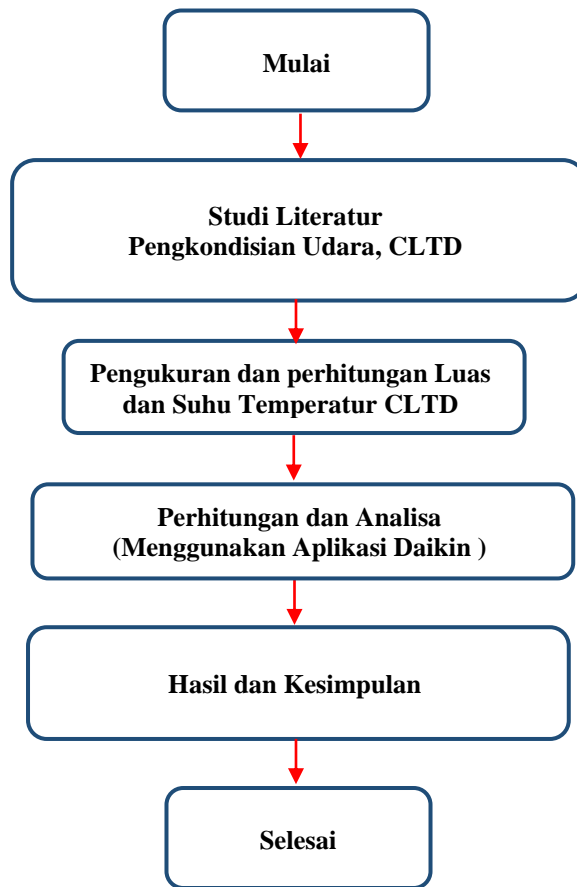 Mulai
Studi Literatur
Pengkondisian Udara, CLTD
Pengukuran dan perhitungan Luas
dan Suhu Temperatur CLTD
Perhitungan dan Analisa
(Menggunakan Aplikasi Daikin )
Hasil dan Kesimpulan
Selesai